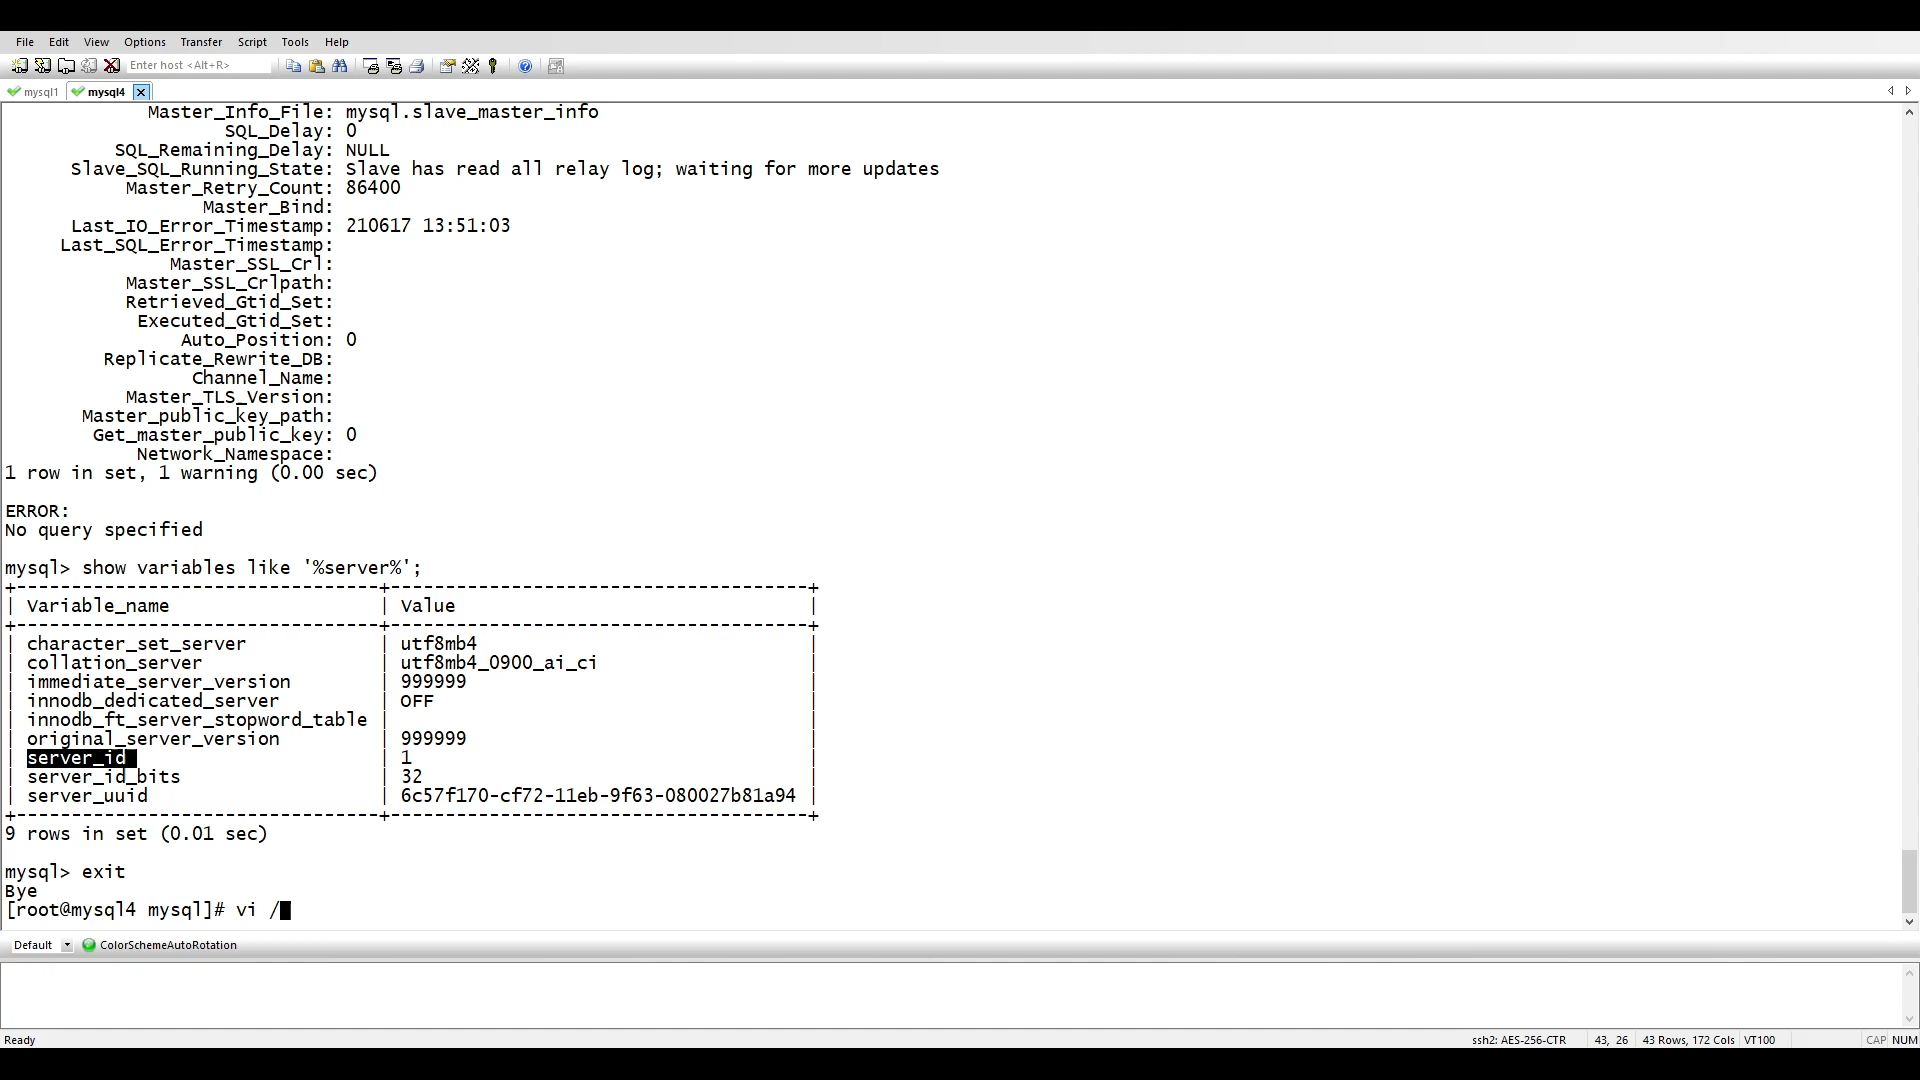 File Edit View Options Transfer Script Tools Help
Enter host <Alt+R>
mysql1 mysql4
Master_Info_File: mysql.slave_master_info
SQL_Delay: 0
SQL_Remaining_Delay: NULL
Slave_SQL_Running_State: Slave has read all relay log; waiting for more updates
Master_Retry_Count: 86400
Master_Bind:
Last_IO_Error_Timestamp: 210617 13:51:03
Last_SQL_Error_Timestamp:
Master_SSL_Crl:
Master_SSL_Crlpath:
Retrieved_Gtid_Set:
Executed_Gtid_Set:
Auto_Position: 0
Replicate_Rewrite_DB:
Channel_Name:
Master_TLS_Version:
Master_public_key_path:
Get_master_public_key: 0
Network_Namespace:
1 row in set, 1 warning (0.00 sec)
ERROR:
No query specified
mysql> show variables like '%server%';
+---------------------------------+--------------------------------------+
| Variable_name | Value |
+---------------------------------+--------------------------------------+
| character_set_server | utf8mb4 |
| collation_server | utf8mb4_0900_ai_ci |
| immediate_server_version | 999999 |
| innodb_dedicated_server | OFF |
| innodb_ft_server_stopword_table | |
| original_server_version | 999999 |
| server_id | 1 |
| server_id_bits | 32 |
| server_uuid | 6c57f170-cf72-11eb-9f63-080027b81a94 |
+---------------------------------+--------------------------------------+
9 rows in set (0.01 sec)
mysql> exit
Bye
[root@mysql4 mysql]# vi /
Default ColorSchemeAutoRotation
Ready ssh2: AES-256-CTR 43, 26 43 Rows, 172 Cols VT100 CAP NUM